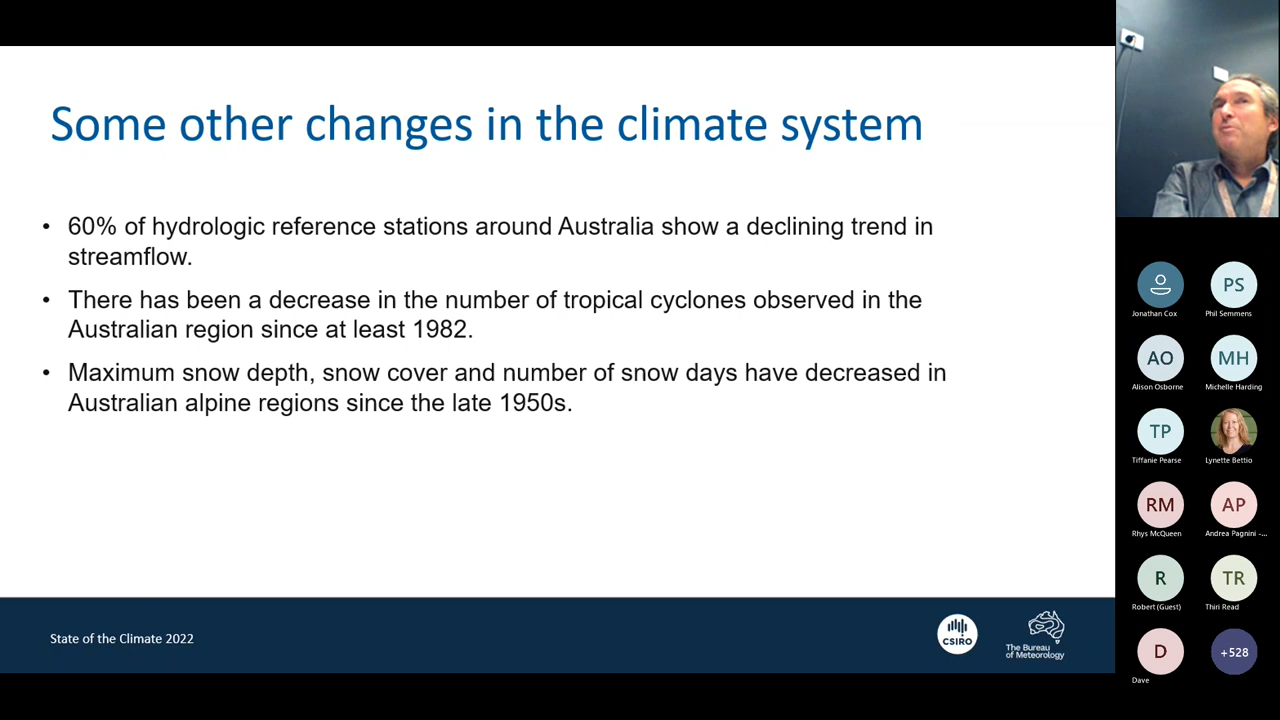 Some other changes in the climate system
• 60% of hydrologic reference stations around Australia show a declining trend in
streamflow.
• There has been a decrease in the number of tropical cyclones observed in the
Australian region since at least 1982.
• Maximum snow depth, snow cover and number of snow days have decreased in
Australian alpine regions since the late 1950s.
State of the Climate 2022
CSIRO
The Bureau
of Meteorology
Jonathan Cox
PS
Phil Semmens
AO
Alison Osborne
MH
Michelle Harding
TP
Tiffanie Pearse
Lynette Bettio
RM
Rhys McQueen
AP
Andrea Pagnini -...
R
Robert (Guest)
TR
Thiri Read
D
Dave
+528